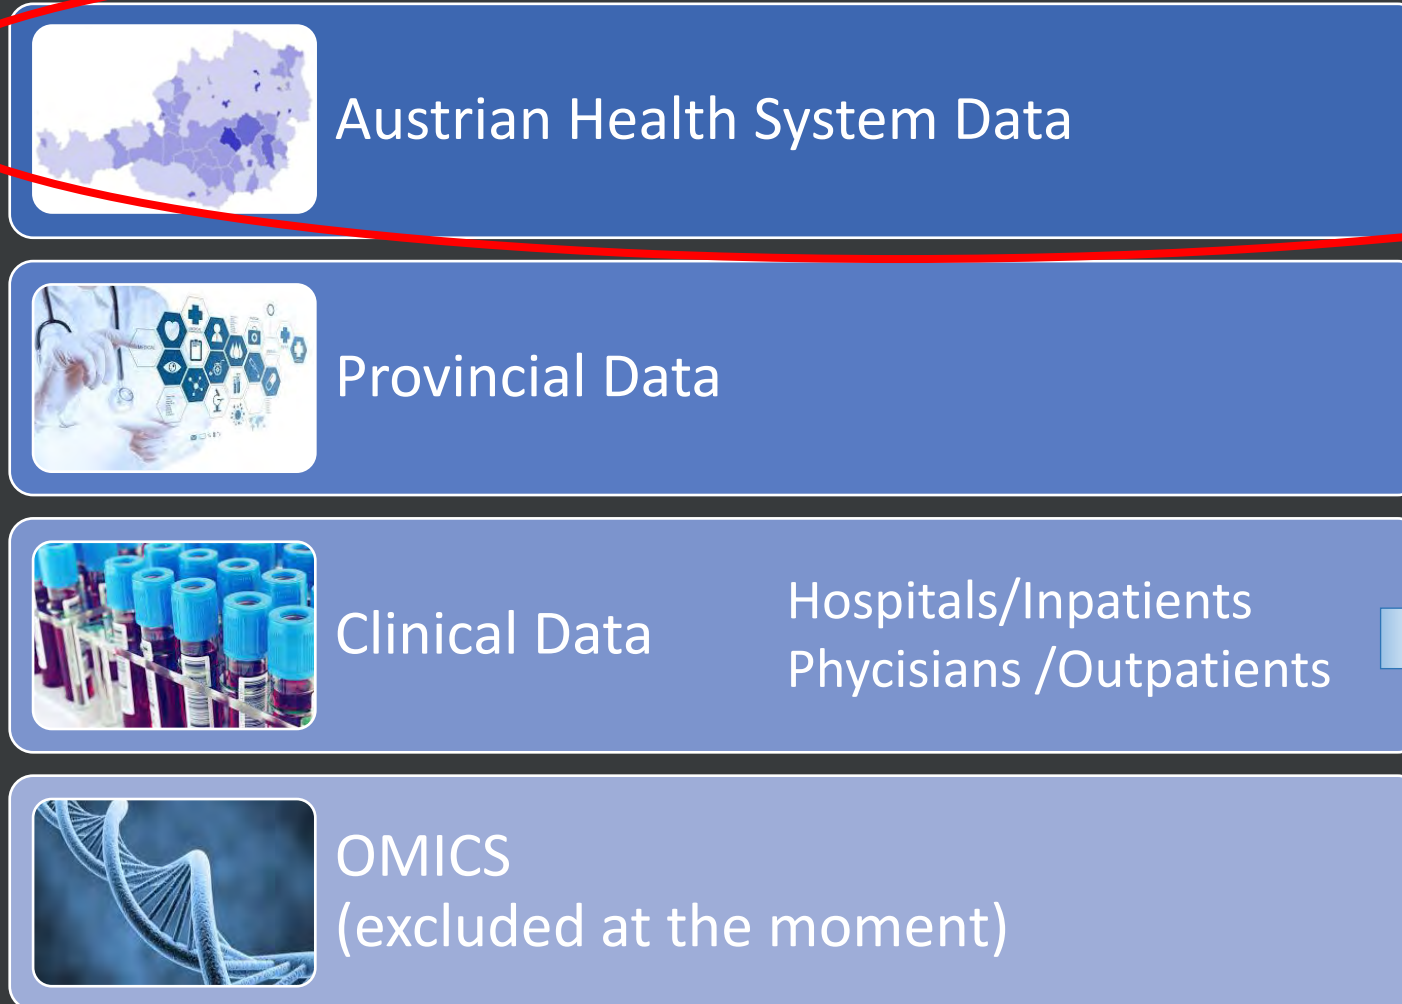 Austrian Health System Data
Provincial Data
Clinical Data
Hospitals/Inpatients
Phycisians /Outpatients
OMICS
(excluded at the moment)